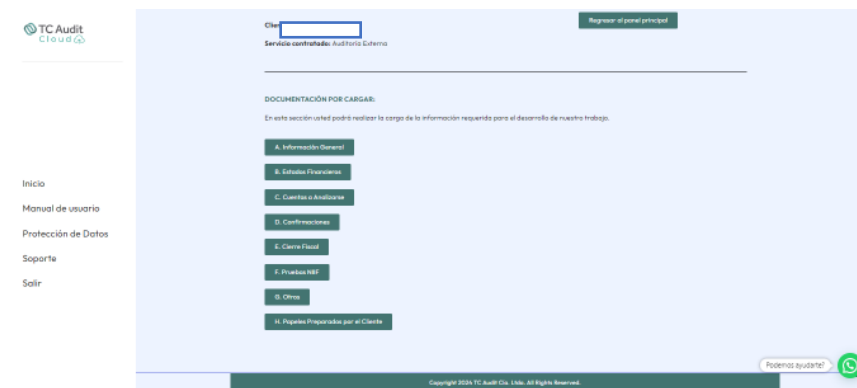 TC Audit
Cloud
Inicio
Manual de usuario
Protección de Datos
Soporte
Salir
Regresar al panel principal
Servicio contratado: Auditoría Externa
DOCUMENTACIÓN POR CARGAR:
En esta sección usted podrá realizar la carga de la información requerida para el desarrollo de nuestro trabajo.
A. Información General
B. Estados Financieros
C. Cuentas a Analizarse
D. Confirmaciones
E. Cierre Fiscal
F. Pruebas NIIF
G. Otros
H. Papeles Preparados por el Cliente
Podemos ayudarte?
Copyright 2024 TC Audit Cia. Ltda. All Rights Reserved.